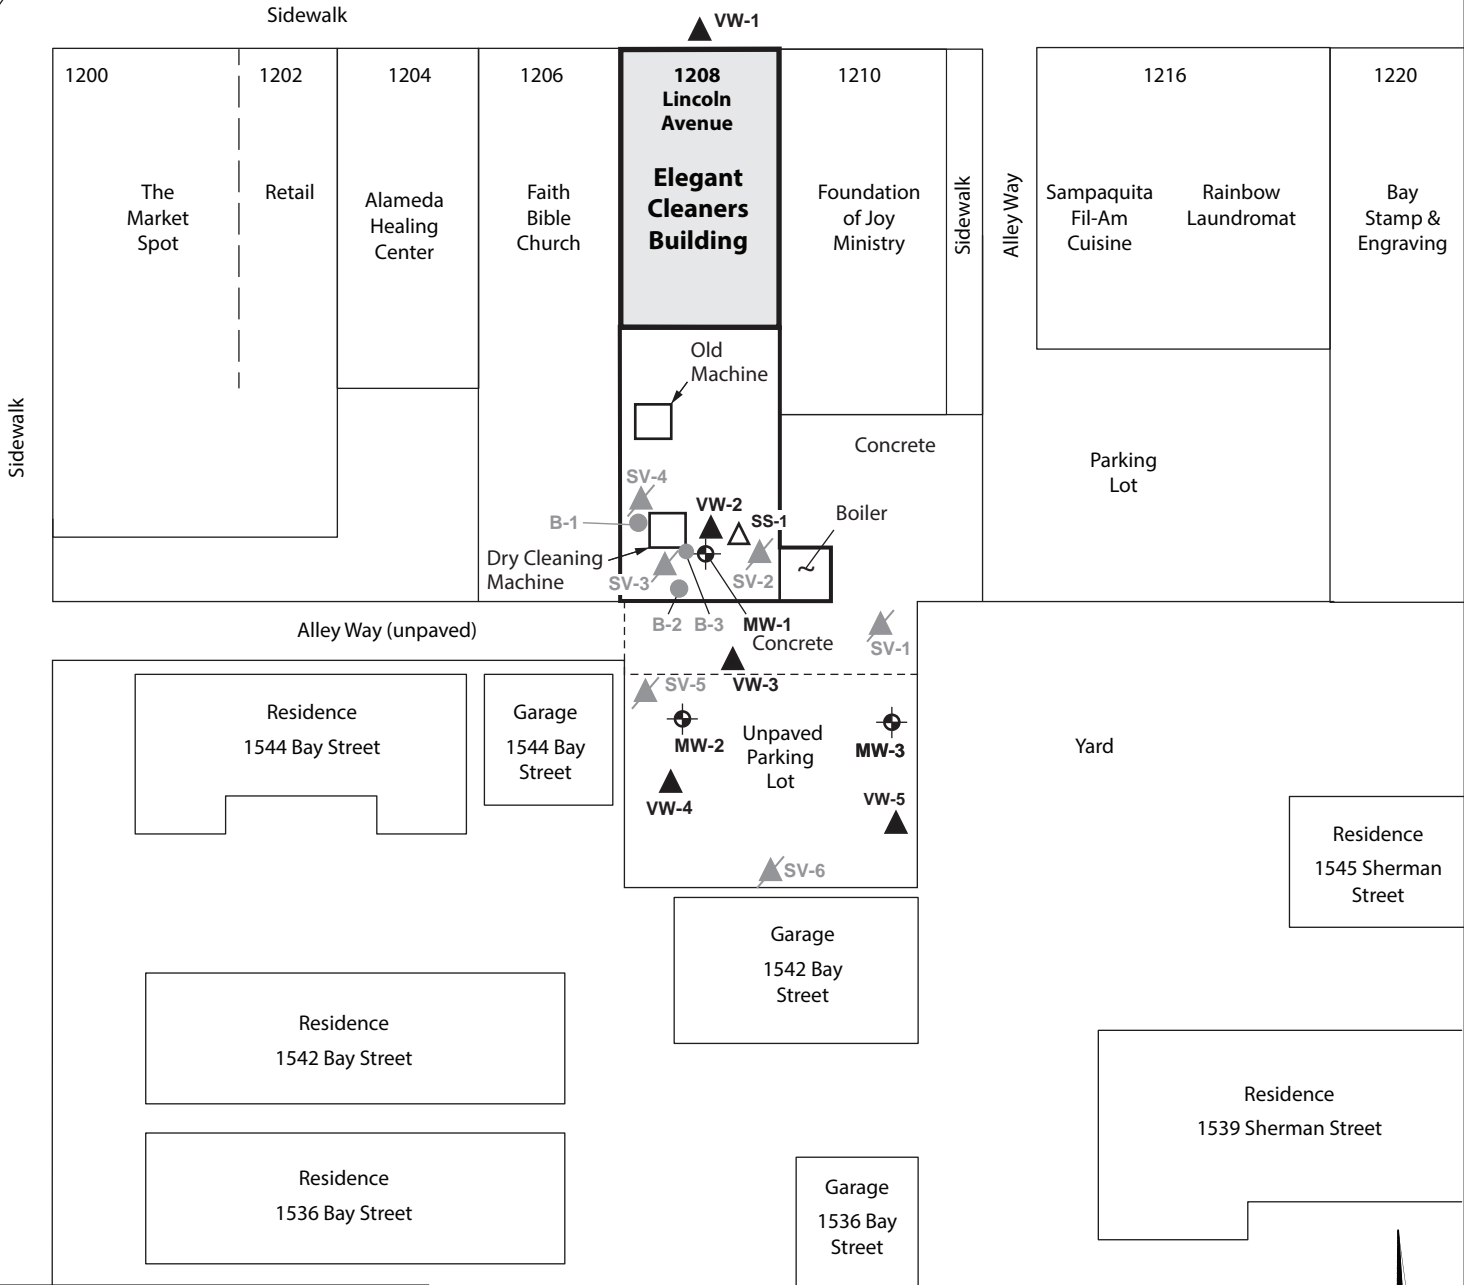 Sidewalk
VW-1
1200
1202
1204
1206
1208
Lincoln
Avenue
1210
1216
1220
The
Market
Spot
Retail
Alameda
Healing
Center
Faith
Bible
Church
Elegant
Cleaners
Building
Foundation
of Joy
Ministry
Sidewalk
Alley Way
Sampaquita
Fil-Am
Cuisine
Rainbow
Laundromat
Bay
Stamp &
Engraving
Old
Machine
Sidewalk
Concrete
Parking
Lot
SV-4
B-1
VW-2
SS-1
Boiler
Dry Cleaning
Machine
SV-3
SV-2
~
B-2
B-3
MW-1
Concrete
SV-1
Alley Way (unpaved)
VW-3
SV-5
Residence
1544 Bay Street
Garage
1544 Bay
Street
MW-2
Unpaved
Parking
Lot
MW-3
Yard
VW-4
VW-5
SV-6
Residence
1545 Sherman
Street
Garage
1542 Bay
Street
Residence
1542 Bay Street
Residence
1539 Sherman Street
Residence
1536 Bay Street
Garage
1536 Bay
Street